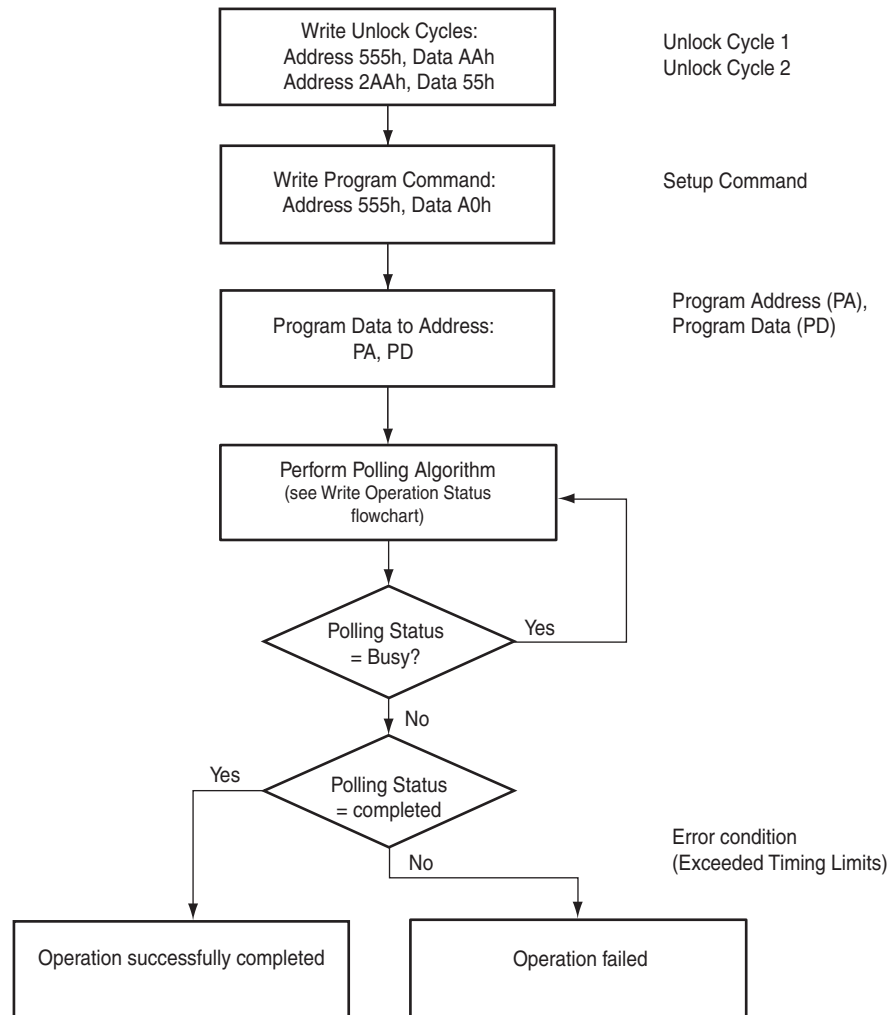 Write Unlock Cycles:
Address 555h, Data AAh
Address 2AAh, Data 55h
Unlock Cycle 1
Unlock Cycle 2
Write Program Command:
Address 555h, Data A0h
Setup Command
Program Data to Address:
PA, PD
Program Address (PA),
Program Data (PD)
Perform Polling Algorithm
(see Write Operation Status
flowchart)
Polling Status
= Busy?
Yes
No
Polling Status
= completed
Yes
No
Error condition
(Exceeded Timing Limits)
Operation successfully completed
Operation failed